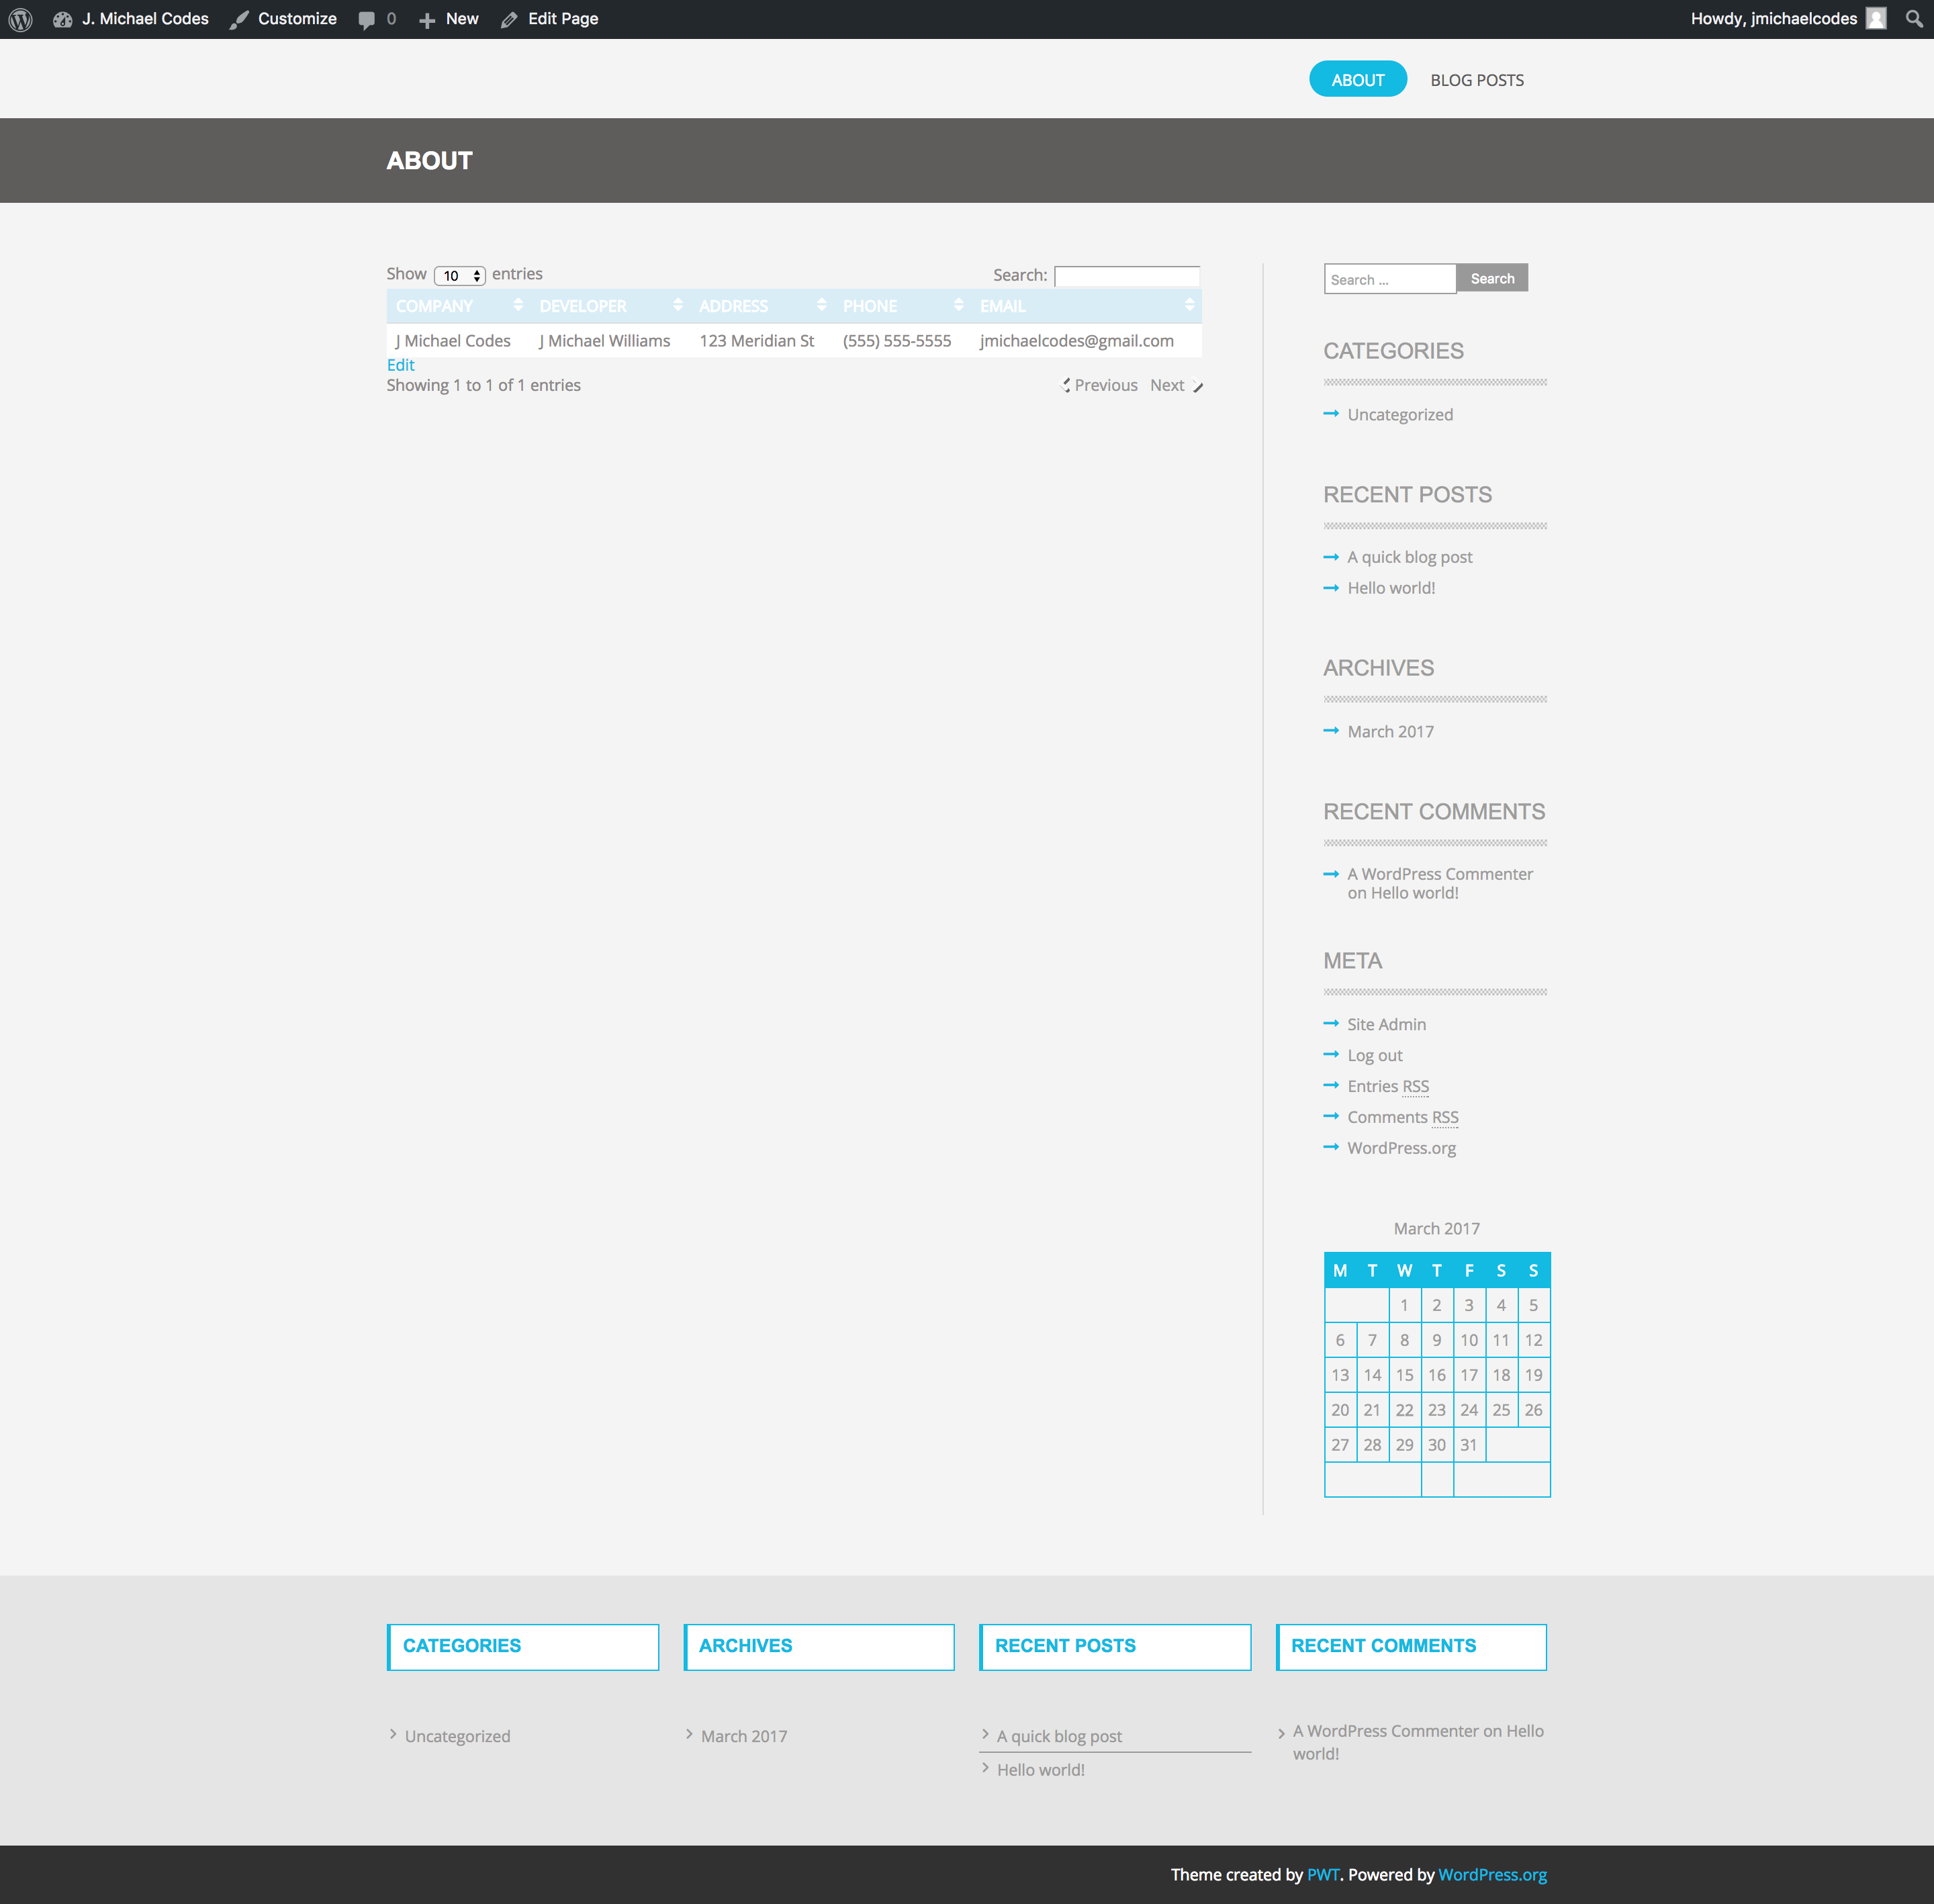 J. Michael Codes Customize 0 New Edit Page Howdy, jmichaelcodes
ABOUT BLOG POSTS
ABOUT
Show 10 entries Search:
COMPANY DEVELOPER ADDRESS PHONE EMAIL
J Michael Codes J Michael Williams 123 Meridian St (555) 555-5555 jmichaelcodes@gmail.com
Edit
Showing 1 to 1 of 1 entries Previous Next
Search ... Search
CATEGORIES
Uncategorized
RECENT POSTS
A quick blog post
Hello world!
ARCHIVES
March 2017
RECENT COMMENTS
A WordPress Commenter
on Hello world!
META
Site Admin
Log out
Entries RSS
Comments RSS
WordPress.org
March 2017
M T W T F S S
1 2 3 4 5
6 7 8 9 10 11 12
13 14 15 16 17 18 19
20 21 22 23 24 25 26
27 28 29 30 31
CATEGORIES ARCHIVES RECENT POSTS RECENT COMMENTS
Uncategorized March 2017 A quick blog post A WordPress Commenter on Hello
Hello world! world!
Theme created by PWT. Powered by WordPress.org